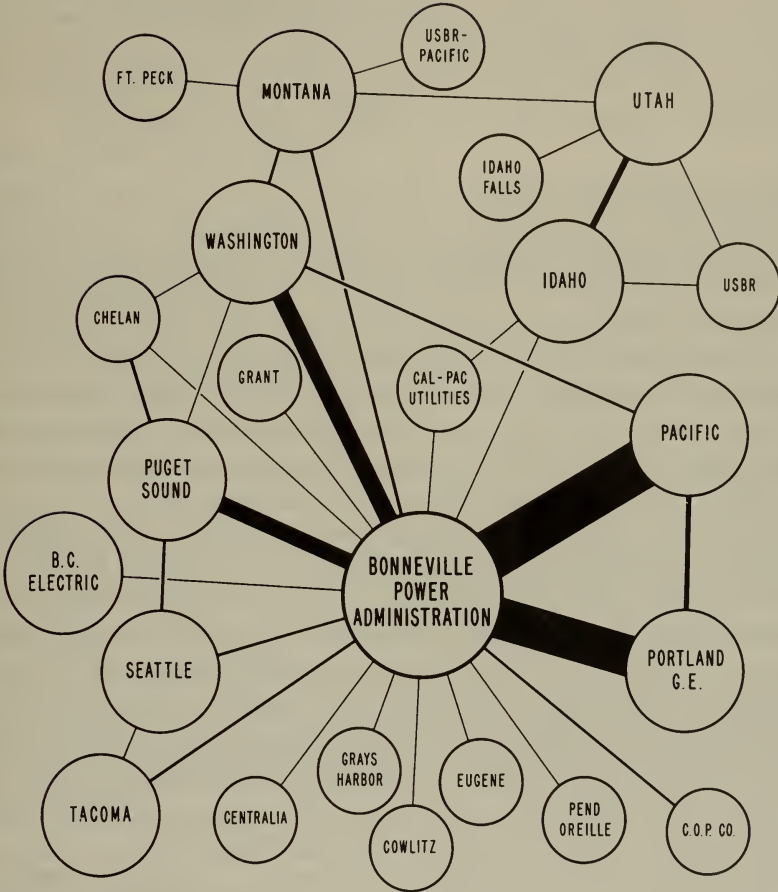 USBR-
PACIFIC
FT. PECK
MONTANA
UTAH
IDAHO
FALLS
WASHINGTON
IDAHO
USBR
CHELAN
GRANT
CAL-PAC
UTILITIES
PACIFIC
PUGET
SOUND
B.C.
ELECTRIC
BONNEVILLE
POWER
ADMINISTRATION
SEATTLE
PORTLAND
G.E.
TACOMA
CENTRALIA
GRAYS
HARBOR
COWLITZ
EUGENE
PEND
OREILLE
C.O.P. CO.